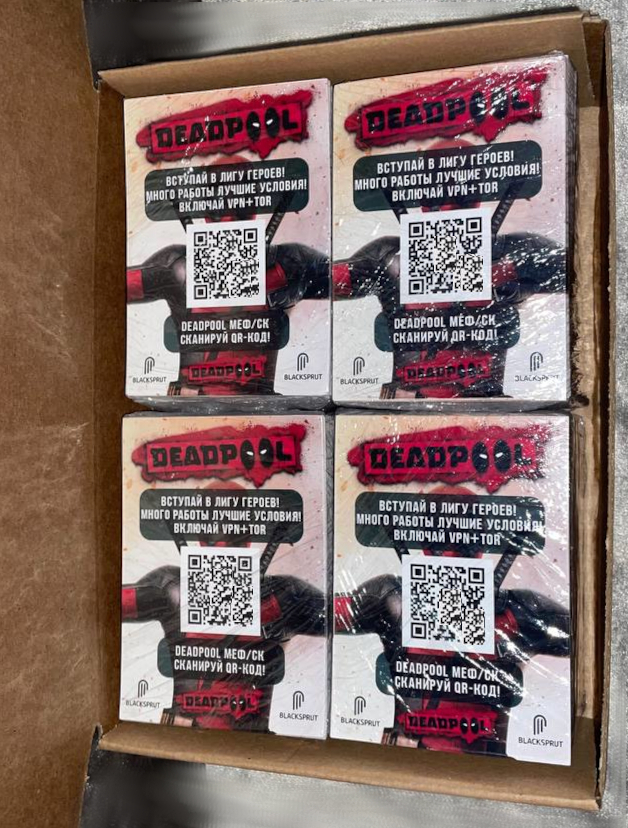 DEADPOOL
ВСТУПАЙ В ЛИГУ ГЕРОЕВ!
МНОГО РАБОТЫ ЛУЧШИЕ УСЛОВИЯ!
ВКЛЮЧАЙ VPN+TOR
DEADPOOL МЕФ/СК
СКАНИРУЙ QR-КОД!
DEADPOOL
BLACKSPRUT
BLACKSPRUT
DEADPOOL
ВСТУПАЙ В ЛИГУ ГЕРОЕВ!
МНОГО РАБОТЫ ЛУЧШИЕ УСЛОВИЯ!
ВКЛЮЧАЙ VPN+TOR
DEADPOOL МЕФ/СК
СКАНИРУЙ QR-КОД!
DEADPOOL
BLACKSPRUT
BLACKSPRUT
DEADPOOL
ВСТУПАЙ В ЛИГУ ГЕРОЕВ!
МНОГО РАБОТЫ ЛУЧШИЕ УСЛОВИЯ!
ВКЛЮЧАЙ VPN+TOR
DEADPOOL МЕФ/СК
СКАНИРУЙ QR-КОД!
DEADPOOL
BLACKSPRUT
BLACKSPRUT
DEADPOOL
ВСТУПАЙ В ЛИГУ ГЕРОЕВ!
МНОГО РАБОТЫ ЛУЧШИЕ УСЛОВИЯ!
ВКЛЮЧАЙ VPN+TOR
DEADPOOL МЕФ/СК
СКАНИРУЙ QR-КОД!
DEADPOOL
BLACKSPRUT
BLACKSPRUT